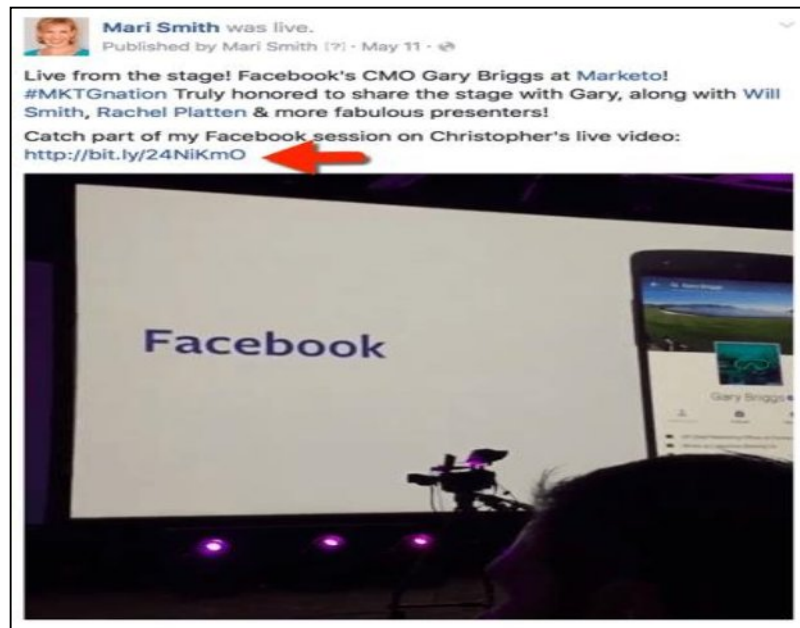 Mari Smith was live.
Published by Mari Smith [?] · May 11 ·
Live from the stage! Facebook's CMO Gary Briggs at Marketo!
#MKTGnation Truly honored to share the stage with Gary, along with Will
Smith, Rachel Platten & more fabulous presenters!
Catch part of my Facebook session on Christopher's live video:
http://bit.ly/24NiKmO
Facebook
Gary Briggs
Gary Briggs